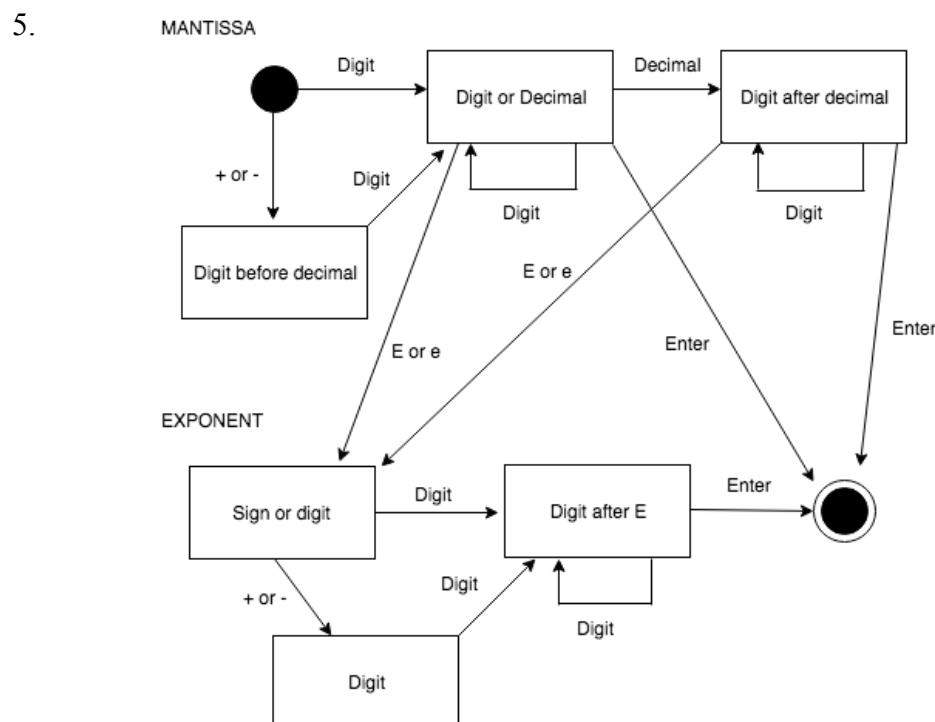 5.
MANTISSA
Digit
Decimal
Digit or Decimal
Digit after decimal
+ or -
Digit
Digit
Digit
Digit before decimal
E or e
E or e
Enter
Enter
EXPONENT
Sign or digit
Digit
Digit after E
Enter
+ or -
Digit
Digit
Digit